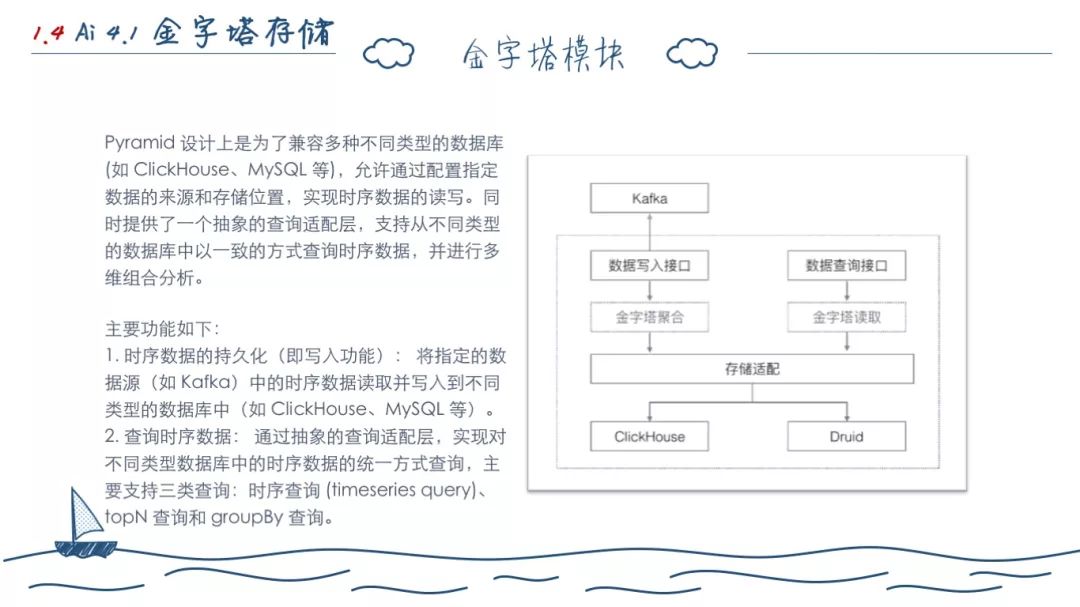 1.4 Ai 4.1 金字塔存储
金字塔模块
Pyramid 设计上是为了兼容多种不同类型的数据库
(如 ClickHouse、MySQL 等)，允许通过配置指定
数据的来源和存储位置，实现时序数据的读写。同
时提供了一个抽象的查询适配层，支持从不同类型
的数据库中以一致的方式查询时序数据，并进行多
维组合分析。
主要功能如下：
1. 时序数据的持久化（即写入功能）： 将指定的数
据源（如 Kafka）中的时序数据读取并写入到不同
类型的数据库中（如 ClickHouse、MySQL 等）。
2. 查询时序数据： 通过抽象的查询适配层，实现对
不同类型数据库中的时序数据的统一方式查询，主
要支持三类查询：时序查询 (timeseries query)、
topN 查询和 groupBy 查询。
Kafka
数据写入接口
数据查询接口
金字塔聚合
金字塔读取
存储适配
ClickHouse
Druid